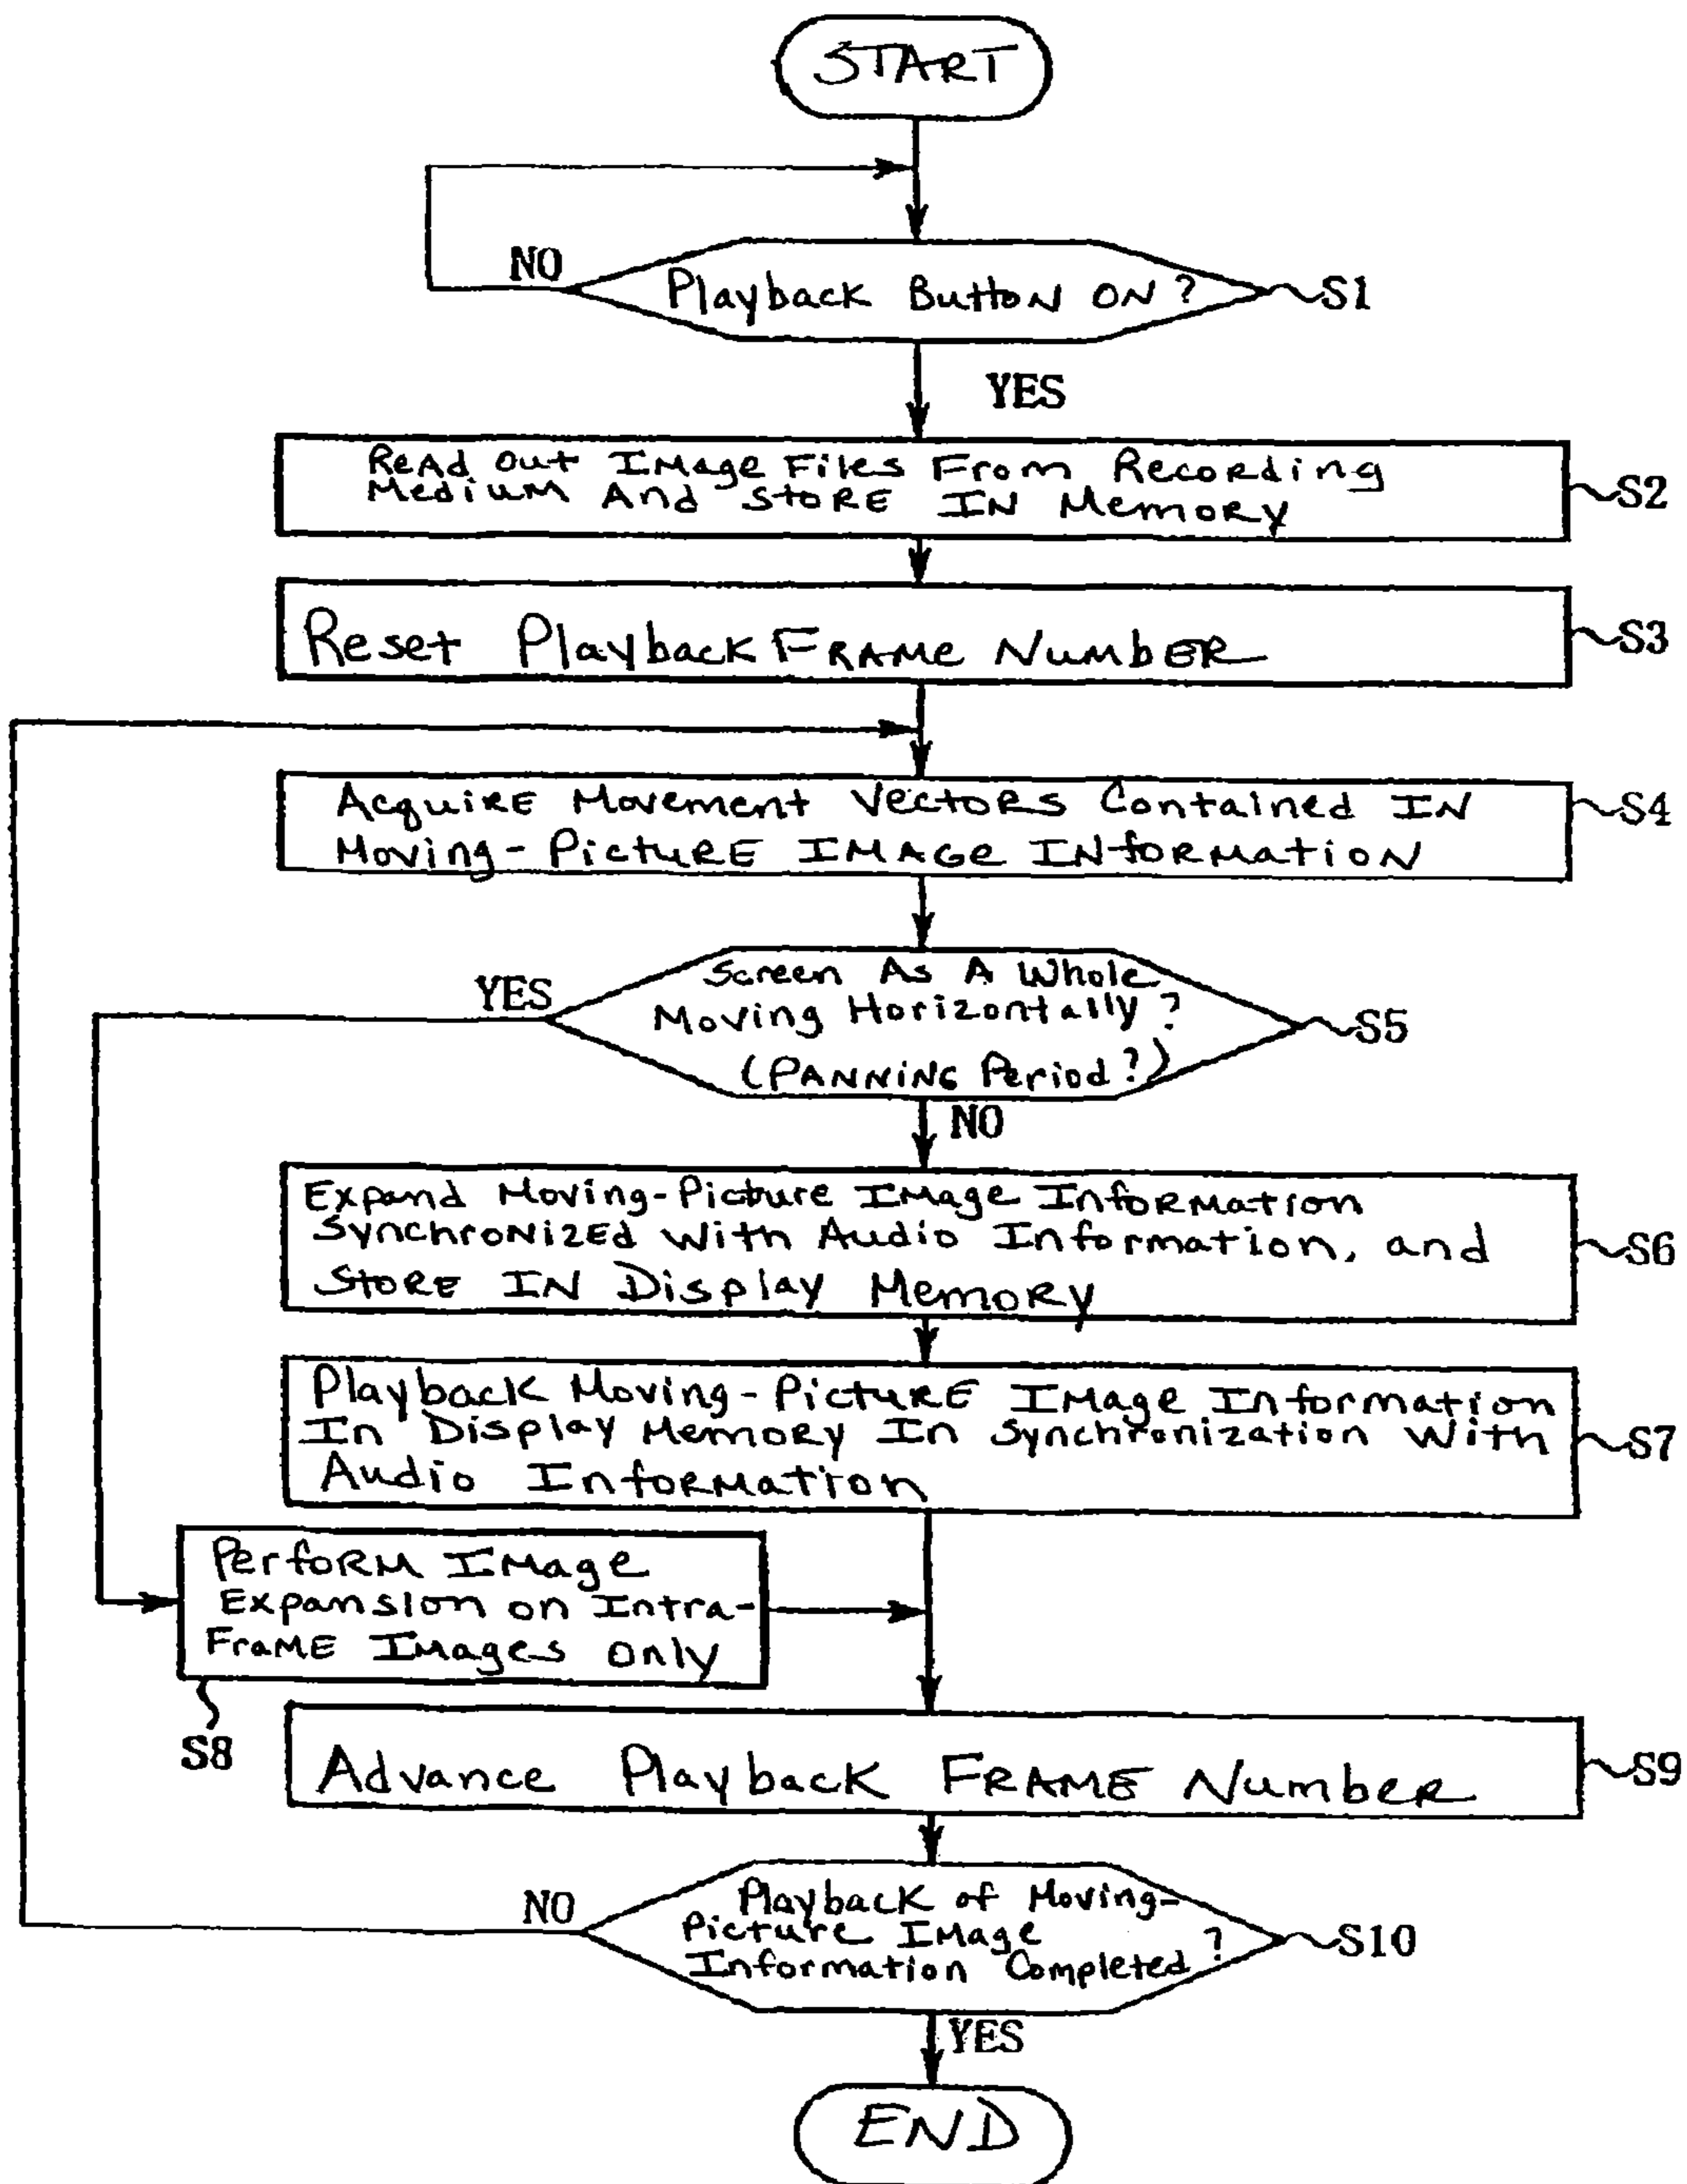 START
NO
Playback Button ON?
S1
YES
Read Out Image Files From Recording
Medium And Store In Memory
S2
Reset Playback Frame Number
S3
Acquire Movement Vectors Contained In
Moving-Picture Image Information
S4
YES
Screen As A Whole
Moving Horizontally?
(Panning Period?)
S5
NO
Expand Moving-Picture Image Information
Synchronized With Audio Information, and
Store In Display Memory
S6
Playback Moving-Picture Image Information
In Display Memory In Synchronization With
Audio Information
S7
Perform Image
Expansion on Intra-
Frame Images Only
S8
Advance Playback Frame Number
S9
NO
Playback of Moving-
Picture Image
Information Completed?
S10
YES
END